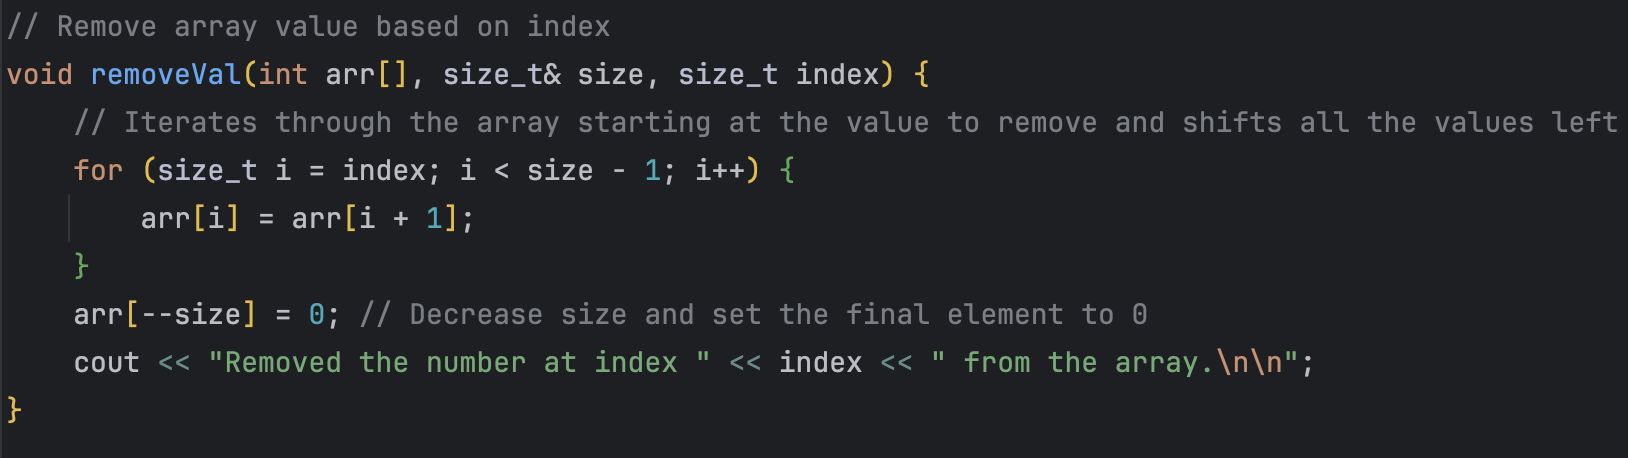 // Remove array value based on index
void removeVal(int arr[], size_t& size, size_t index) {
    // Iterates through the array starting at the value to remove and shifts all the values left
    for (size_t i = index; i < size - 1; i++) {
        arr[i] = arr[i + 1];
    }
    arr[--size] = 0; // Decrease size and set the final element to 0
    cout << "Removed the number at index " << index << " from the array.\n\n";
}